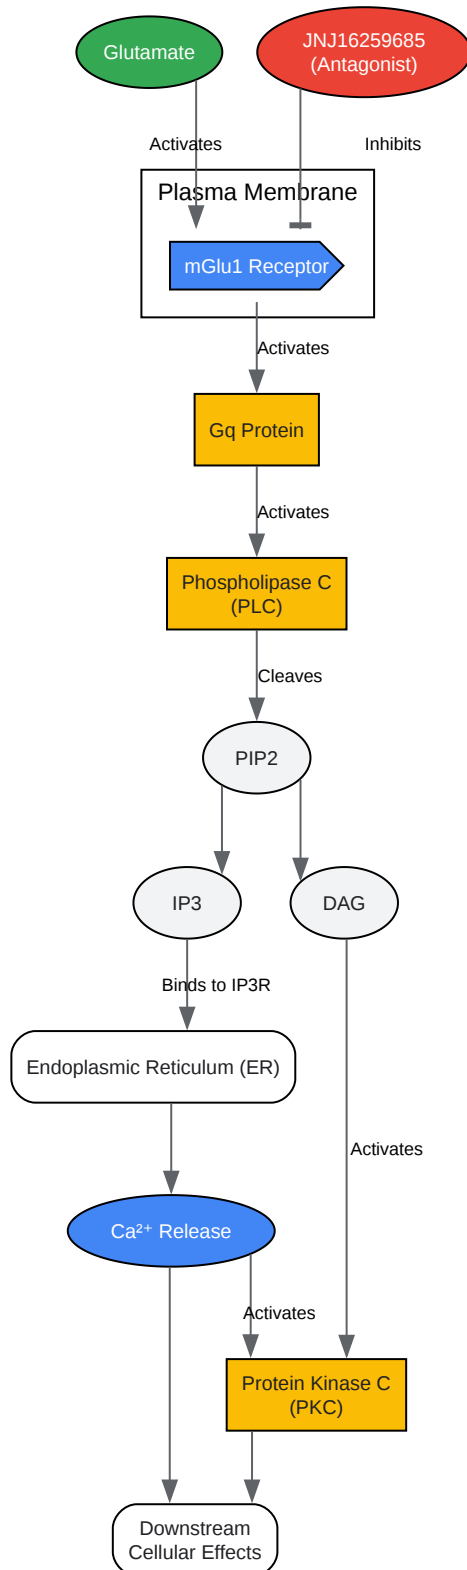 Glutamate
JNJ16259685
(Antagonist)
Activates
Inhibits
Plasma Membrane
mGlu1 Receptor
Activates
Gq Protein
Activates
Phospholipase C
(PLC)
Cleaves
PIP2
IP3
DAG
Binds to IP3R
Endoplasmic Reticulum (ER)
Activates
Ca²⁺ Release
Activates
Protein Kinase C
(PKC)
Downstream
Cellular Effects